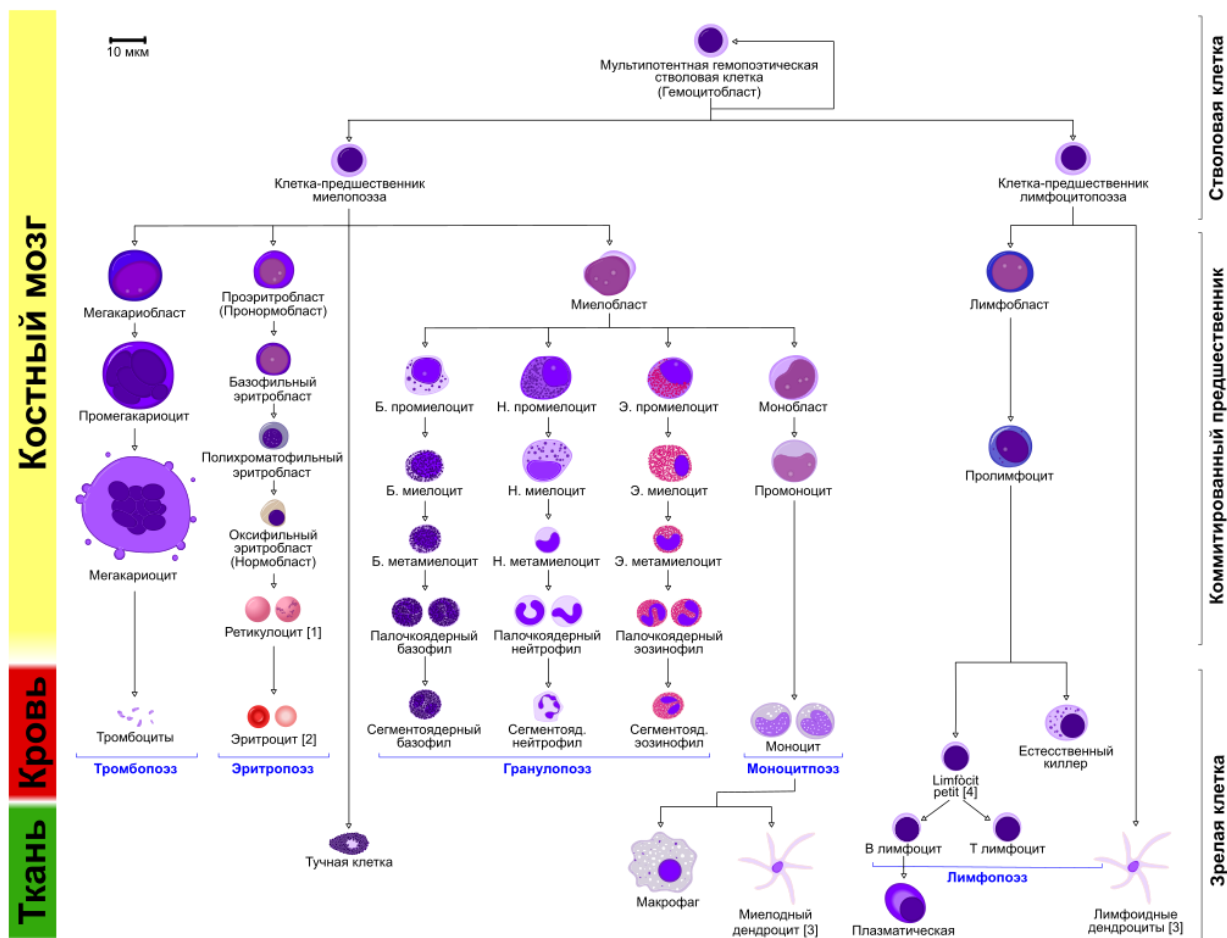 10 мкм
Мультипотентная гемопоэтическая
стволовая клетка
(Гемоцитобласт)
Клетка-предшественник
миелопоэза
Клетка-предшественник
лимфоцитопоэза
Мегакариобласт
Проэритробласт
(Пронормобласт)
Миелобласт
Лимфобласт
Базофильный
эритробласт
Промегакариоцит
Б. промиелоцит
Н. промиелоцит
Э. промиелоцит
Монобласт
Полихроматофильный
эритробласт
Б. миелоцит
Н. миелоцит
Э. миелоцит
Промоноцит
Пролимфоцит
Оксифильный
эритробласт
(Нормобласт)
Мегакариоцит
Б. метамиелоцит
Н. метамиелоцит
Э. метамиелоцит
Ретикулоцит [1]
Палочкоядерный
базофил
Палочкоядерный
нейтрофил
Палочкоядерный
эозинофил
Тромбоциты
Эритроцит [2]
Сегментоядерный
базофил
Сегментояд.
нейтрофил
Сегментояд.
эозинофил
Моноцит
Естесственный
киллер
Тромбопоэз
Эритропоэз
Гранулопоэз
Моноцитпоэз
Limfòcit
petit [4]
Тучная клетка
В лимфоцит
Т лимфоцит
Лимфопоэз
Макрофаг
Миелодный
дендроцит [3]
Плазматическая
Лимфоидные
дендроциты [3]
Костный мозг
Кровь
Ткань
Стволовая клетка
Коммитированный предшественник
Зрелая клетка